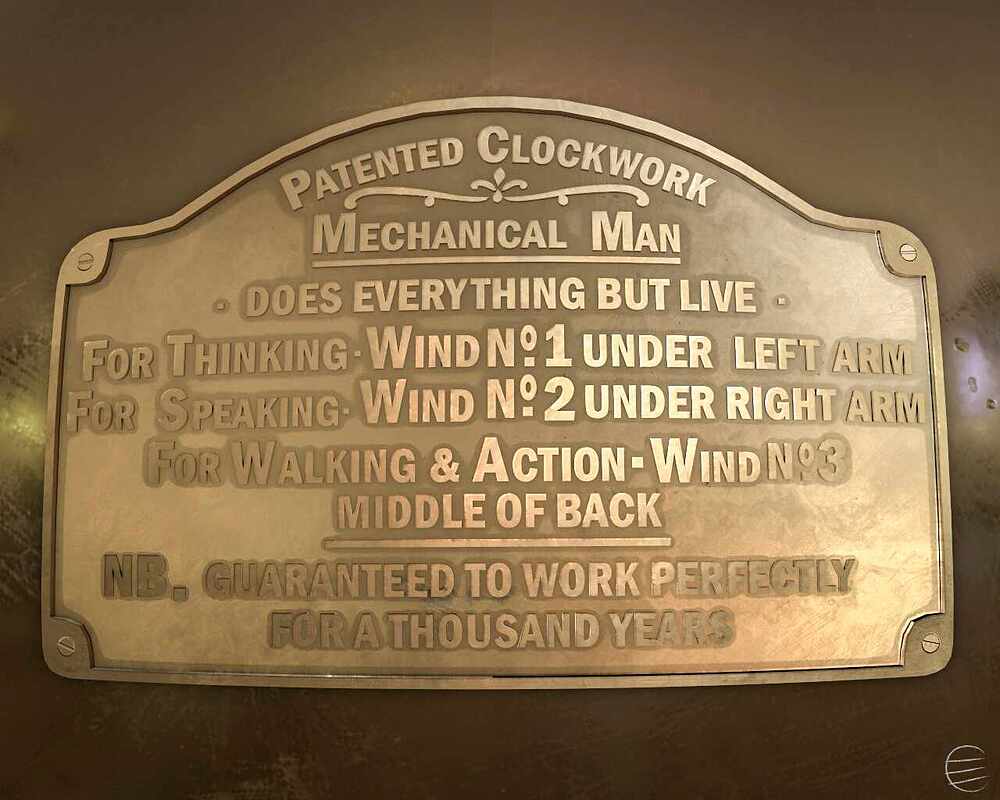 PATENTED CLOCKWORK
MECHANICAL MAN
· DOES EVERYTHING BUT LIVE ·
FOR THINKING · WIND Nº 1 UNDER LEFT ARM
FOR SPEAKING · WIND Nº 2 UNDER RIGHT ARM
FOR WALKING & ACTION · WIND Nº 3
MIDDLE OF BACK
NB. GUARANTEED TO WORK PERFECTLY
FOR A THOUSAND YEARS